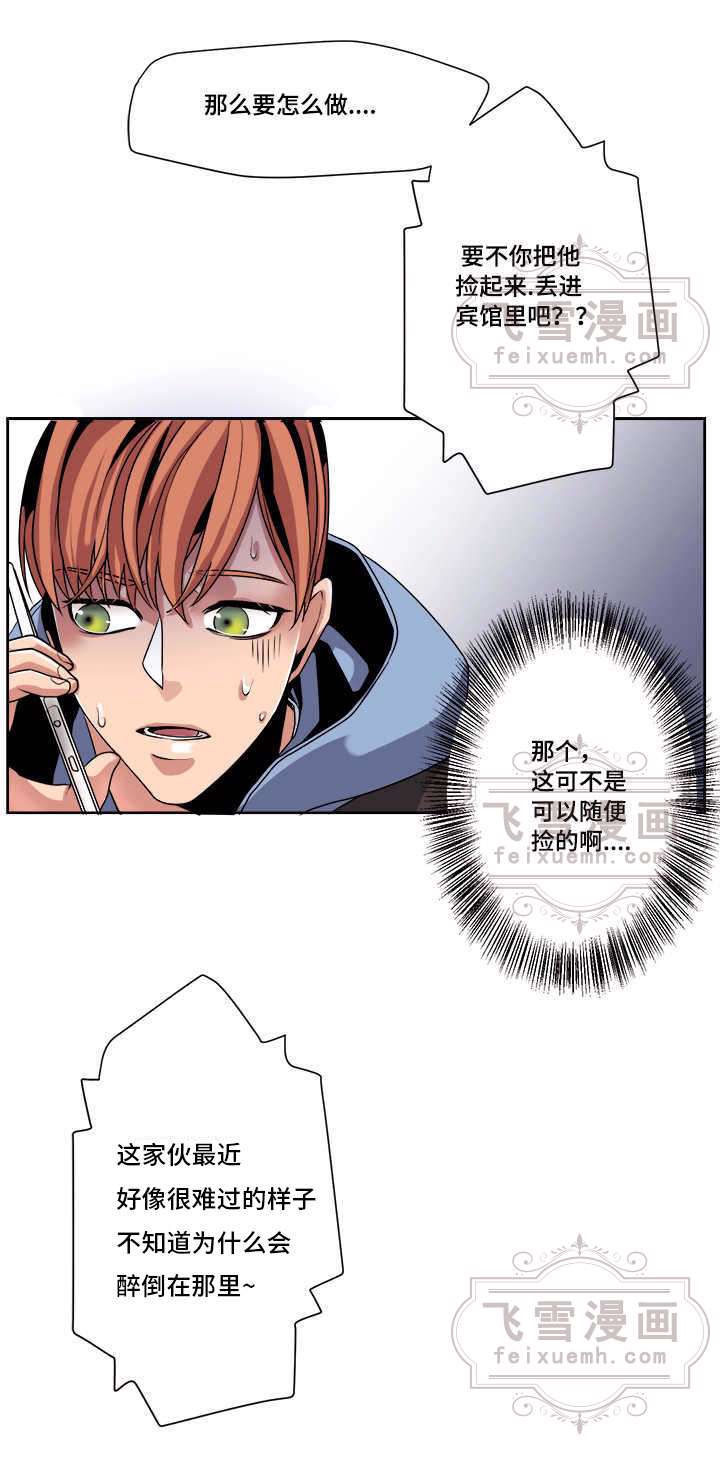 那么要怎么做....
要不你把他
捡起来.丢进
宾馆里吧？？
飞雪漫画
feixuemh.com
那个，
这可不是
可以随便
捡的啊....
飞雪漫画
feixuemh.com
这家伙最近
好像很难过的样子
不知道为什么会
醉倒在那里~
飞雪漫画
feixuemh.com